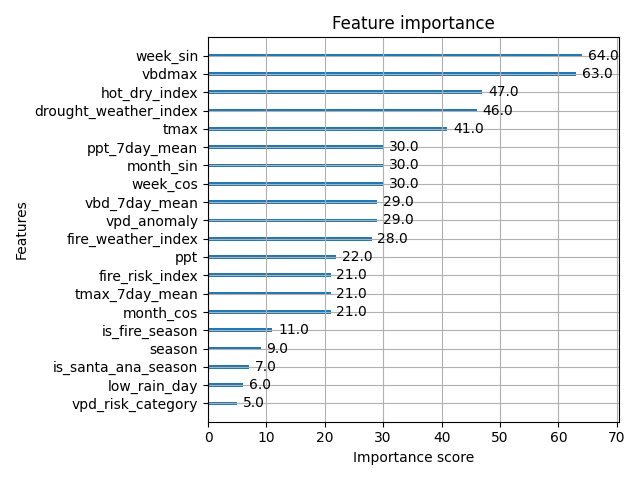 Feature importance
Features
week_sin 64.0
vbdmax 63.0
hot_dry_index 47.0
drought_weather_index 46.0
tmax 41.0
ppt_7day_mean 30.0
month_sin 30.0
week_cos 30.0
vbd_7day_mean 29.0
vpd_anomaly 29.0
fire_weather_index 28.0
ppt 22.0
fire_risk_index 21.0
tmax_7day_mean 21.0
month_cos 21.0
is_fire_season 11.0
season 9.0
is_santa_ana_season 7.0
low_rain_day 6.0
vpd_risk_category 5.0
0 10 20 30 40 50 60 70
Importance score